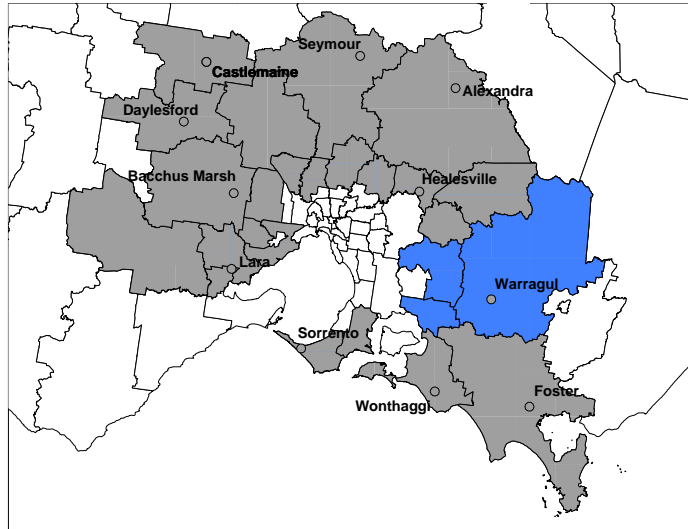 Seymour
Castlemaine
Alexandra
Daylesford
Bacchus Marsh
Healesville
Lara
Warragul
Sorrento
Wonthaggi
Foster